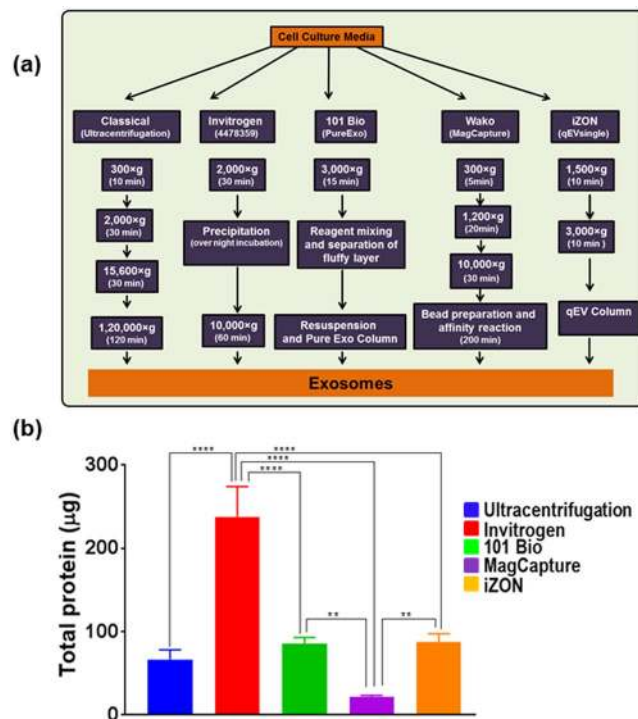 (a)
Cell Culture Media
Classical
(Ultracentrifugation)
300×g
(10 min)
2,000×g
(30 min)
15,600×g
(30 min)
1,20,000×g
(120 min)
Invitrogen
(4478359)
2,000×g
(30 min)
Precipitation
(over night incubation)
10,000×g
(60 min)
101 Bio
(PureExo)
3,000×g
(15 min)
Reagent mixing
and separation of
fluffy layer
Resuspension
and Pure Exo Column
Wako
(MagCapture)
300×g
(5min)
1,200×g
(20min)
10,000×g
(30 min)
Bead preparation and
affinity reaction
(200 min)
iZON
(qEVsingle)
1,500×g
(10 min)
3,000×g
(10 min )
qEV Column
Exosomes
(b)
Total protein (μg)
300
200
100
0
****
****
****
****
**
**
Ultracentrifugation
Invitrogen
101 Bio
MagCapture
iZON